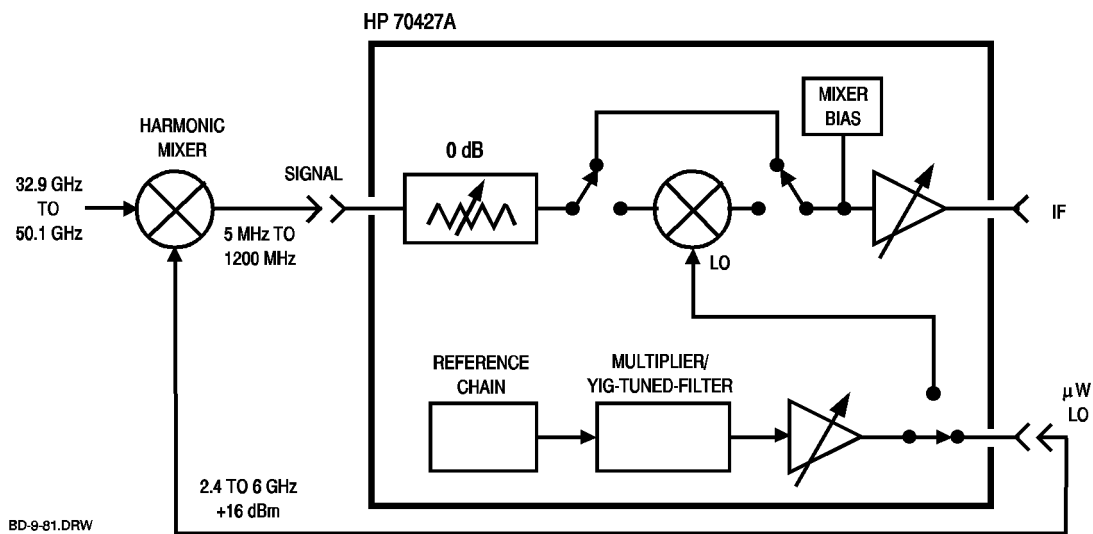 HP 70427A
HARMONIC
MIXER
32.9 GHz
TO
50.1 GHz
SIGNAL
5 MHz TO
1200 MHz
0 dB
MIXER
BIAS
LO
IF
REFERENCE
CHAIN
MULTIPLIER/
YIG-TUNED-FILTER
μW
LO
2.4 TO 6 GHz
+16 dBm
BD-9-81.DRW